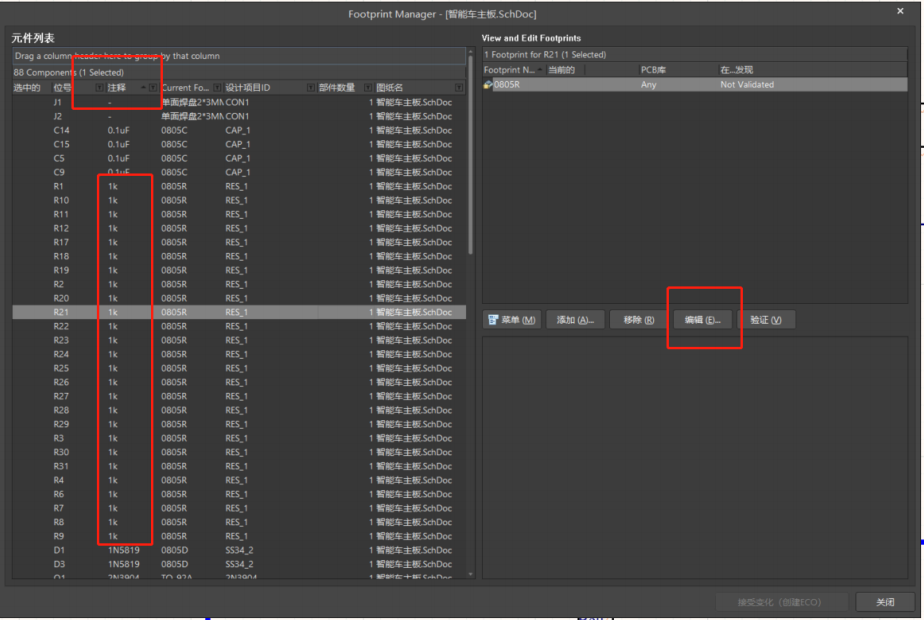 Footprint Manager - [智能车主板.SchDoc]
元件列表
Drag a column header here to group by that column
88 Components (1 Selected)
选中的 位号 注释 Current Fo... 设计项目ID 部件数量 图纸名
J1 - 单面焊盘2*3MM CON1 1 智能车主板.SchDoc
J2 - 单面焊盘2*3MM CON1 1 智能车主板.SchDoc
C14 0.1uF 0805C CAP_1 1 智能车主板.SchDoc
C15 0.1uF 0805C CAP_1 1 智能车主板.SchDoc
C5 0.1uF 0805C CAP_1 1 智能车主板.SchDoc
C9 0.1uF 0805C CAP_1 1 智能车主板.SchDoc
R1 1k 0805R RES_1 1 智能车主板.SchDoc
R10 1k 0805R RES_1 1 智能车主板.SchDoc
R11 1k 0805R RES_1 1 智能车主板.SchDoc
R12 1k 0805R RES_1 1 智能车主板.SchDoc
R17 1k 0805R RES_1 1 智能车主板.SchDoc
R18 1k 0805R RES_1 1 智能车主板.SchDoc
R19 1k 0805R RES_1 1 智能车主板.SchDoc
R2 1k 0805R RES_1 1 智能车主板.SchDoc
R20 1k 0805R RES_1 1 智能车主板.SchDoc
R21 1k 0805R RES_1 1 智能车主板.SchDoc
R22 1k 0805R RES_1 1 智能车主板.SchDoc
R23 1k 0805R RES_1 1 智能车主板.SchDoc
R24 1k 0805R RES_1 1 智能车主板.SchDoc
R25 1k 0805R RES_1 1 智能车主板.SchDoc
R26 1k 0805R RES_1 1 智能车主板.SchDoc
R27 1k 0805R RES_1 1 智能车主板.SchDoc
R28 1k 0805R RES_1 1 智能车主板.SchDoc
R29 1k 0805R RES_1 1 智能车主板.SchDoc
R3 1k 0805R RES_1 1 智能车主板.SchDoc
R30 1k 0805R RES_1 1 智能车主板.SchDoc
R31 1k 0805R RES_1 1 智能车主板.SchDoc
R4 1k 0805R RES_1 1 智能车主板.SchDoc
R6 1k 0805R RES_1 1 智能车主板.SchDoc
R7 1k 0805R RES_1 1 智能车主板.SchDoc
R8 1k 0805R RES_1 1 智能车主板.SchDoc
R9 1k 0805R RES_1 1 智能车主板.SchDoc
D1 1N5819 0805D SS34_2 1 智能车主板.SchDoc
D3 1N5819 0805D SS34_2 1 智能车主板.SchDoc
Q1 2N3904 TO-92A 2N3904 1 智能车主板.SchDoc
View and Edit Footprints
1 Footprint for R21 (1 Selected)
Footprint N... 当前的 PCB库 在...发现
0805R Any Not Validated
菜单 (M) 添加 (A)... 移除 (R) 编辑 (E)... 验证 (V)
接受变化（创建ECO） 关闭